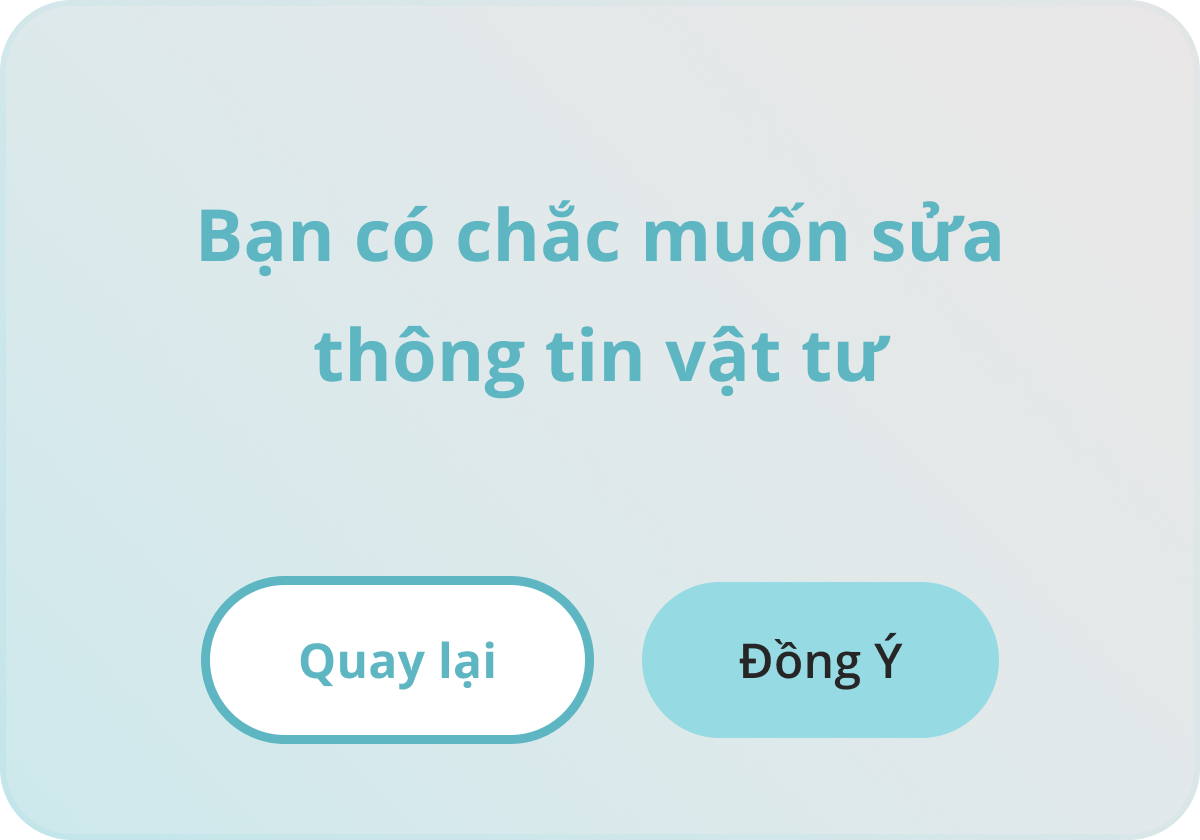 Bạn có chắc muốn sửa
thông tin vật tư
Quay lại
Đồng Ý